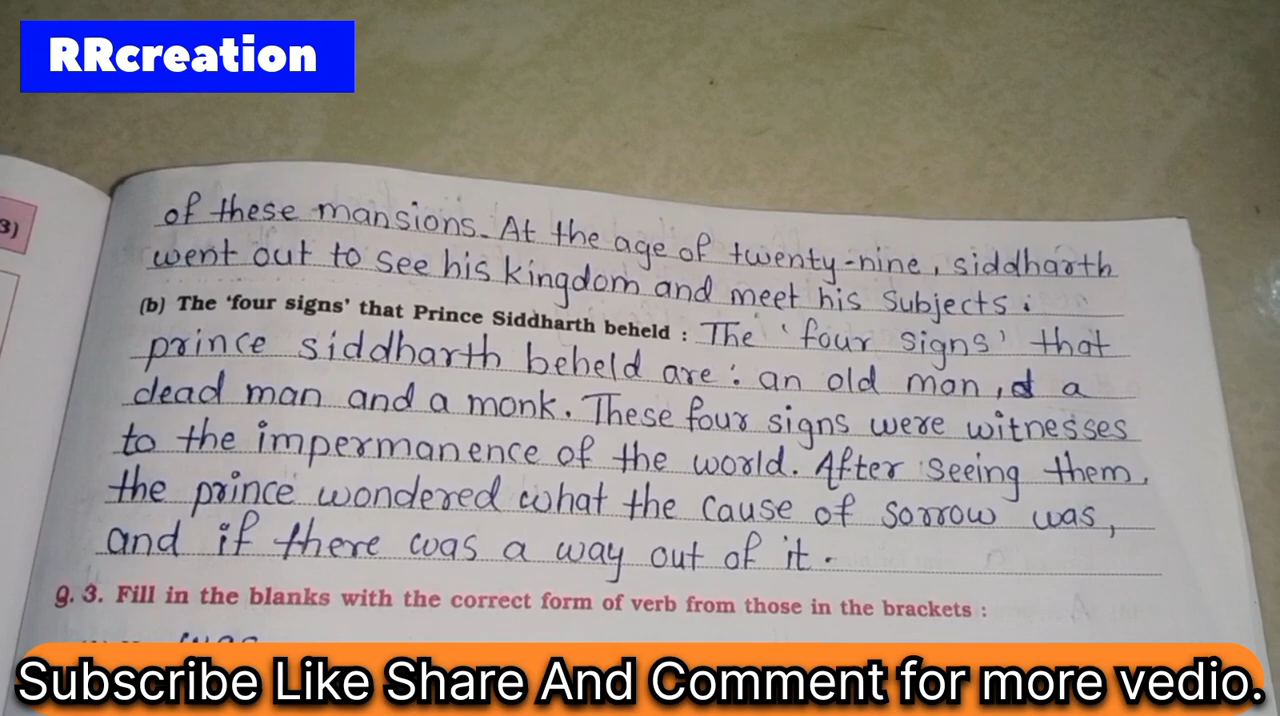 RRcreation
3)
of these mansions. At the age of twenty-nine, siddharth
went out to see his kingdom and meet his Subjects.
(b) The 'four signs' that Prince Siddharth beheld : The 'four signs' that
prince siddharth beheld are: an old man, a
dead man and a monk. These four signs were witnesses
to the impermanence of the world. After seeing them,
the prince wondered what the cause of sorrow was,
and if there was a way out of it.
Q. 3. Fill in the blanks with the correct form of verb from those in the brackets :
Subscribe Like Share And Comment for more vedio.